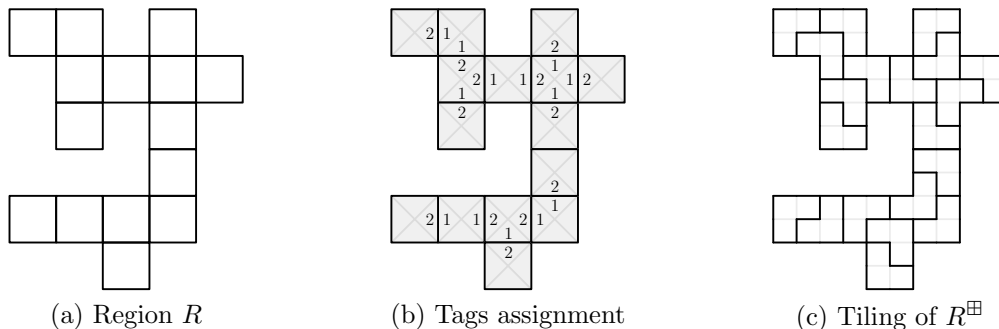 2 1
1 2
2 1
2 1 1 2 1 2
1 1
2 2
2
1
2 1 1 2 2 1
1
2
(a) Region R
(b) Tags assignment
(c) Tiling of R⊞